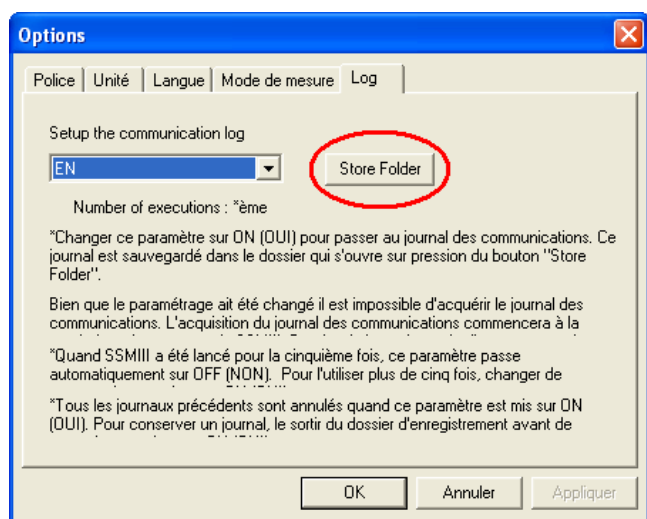 Options
Police Unité Langue Mode de mesure Log
Setup the communication log
EN Store Folder
Number of executions : *ème
*Changer ce paramètre sur ON (OUI) pour passer au journal des communications. Ce
journal est sauvegardé dans le dossier qui s'ouvre sur pression du bouton "Store
Folder".
Bien que le paramétrage ait été changé il est impossible d'acquérir le journal des
communications. L'acquisition du journal des communications commencera à la
*Quand SSMIII a été lancé pour la cinquième fois, ce paramètre passe
automatiquement sur OFF (NON). Pour l'utiliser plus de cinq fois, changer de
*Tous les journaux précédents sont annulés quand ce paramètre est mis sur ON
(OUI). Pour conserver un journal, le sortir du dossier d'enregistrement avant de
OK Annuler Appliquer